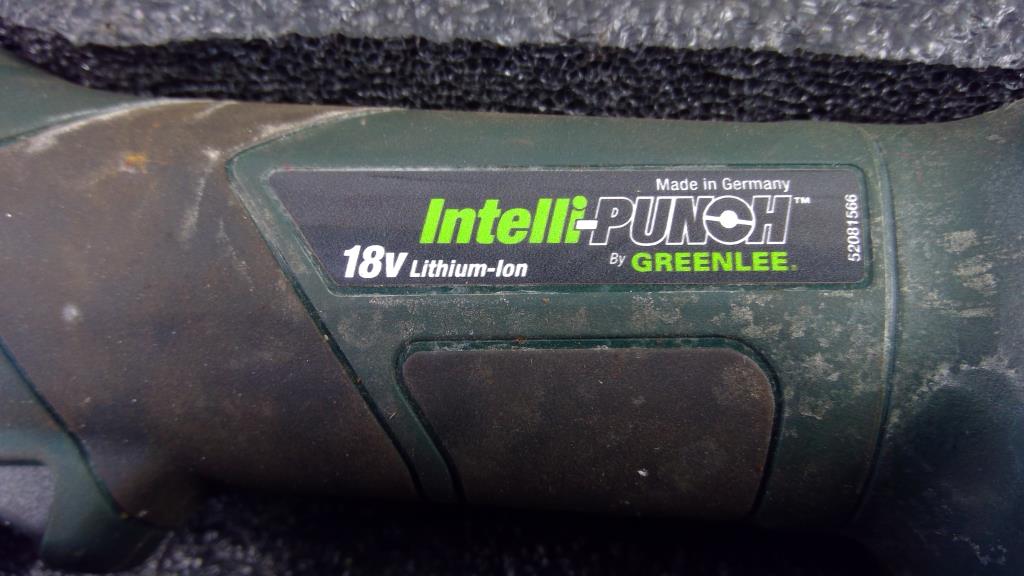 Made in Germany
Intelli-PUNCH™
18V Lithium-Ion
By GREENLEE.
52081566